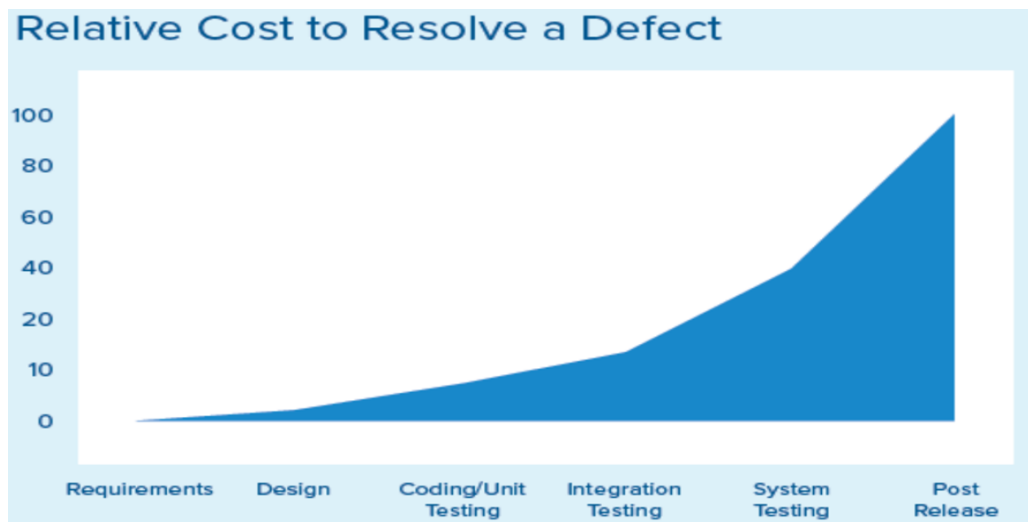 Relative Cost to Resolve a Defect
100
80
60
40
20
10
0
Requirements
Design
Coding/Unit
Testing
Integration
Testing
System
Testing
Post
Release